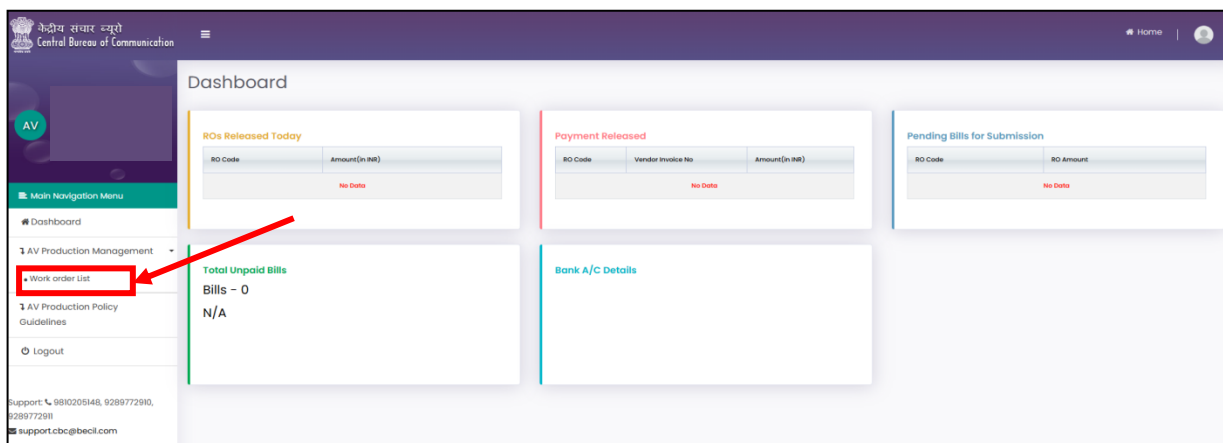 केंद्रीय संचार ब्यूरो
Central Bureau of Communication
Home |
Dashboard
AV
ROs Released Today
RO Code Amount(in INR)
No Data
Payment Released
RO Code Vendor Invoice No Amount(in INR)
No Data
Pending Bills for Submission
RO Code RO Amount
No Data
Main Navigation Menu
Dashboard
AV Production Management
Work order List
AV Production Policy
Guidelines
Logout
Total Unpaid Bills
Bills - 0
N/A
Bank A/C Details
Support: 9810205148, 9289772910,
9289772911
support.cbc@becil.com